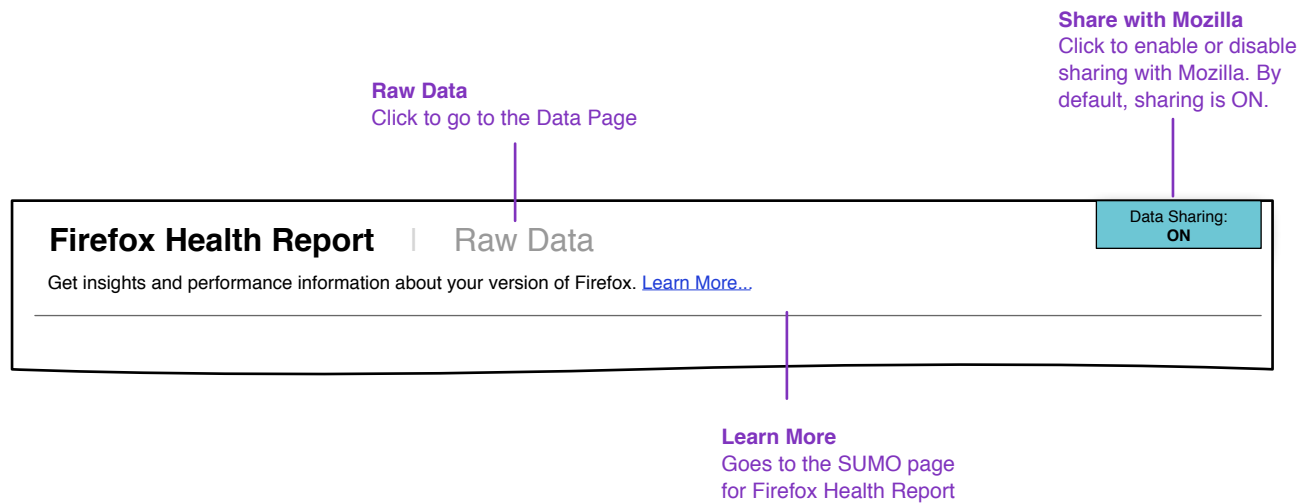 Share with Mozilla
Click to enable or disable
sharing with Mozilla. By
default, sharing is ON.
Raw Data
Click to go to the Data Page
Data Sharing:
ON
Firefox Health Report | Raw Data
Get insights and performance information about your version of Firefox. Learn More...
Learn More
Goes to the SUMO page
for Firefox Health Report